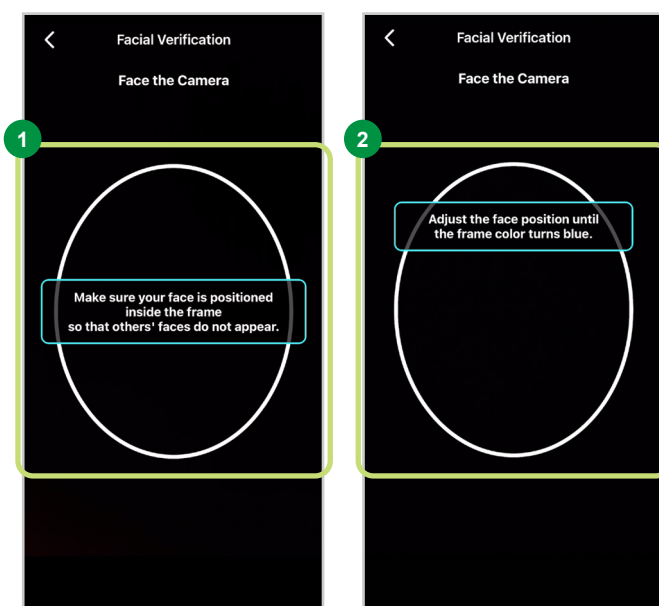 Facial Verification
Face the Camera
1
Make sure your face is positioned
inside the frame
so that others' faces do not appear.
Facial Verification
Face the Camera
2
Adjust the face position until
the frame color turns blue.